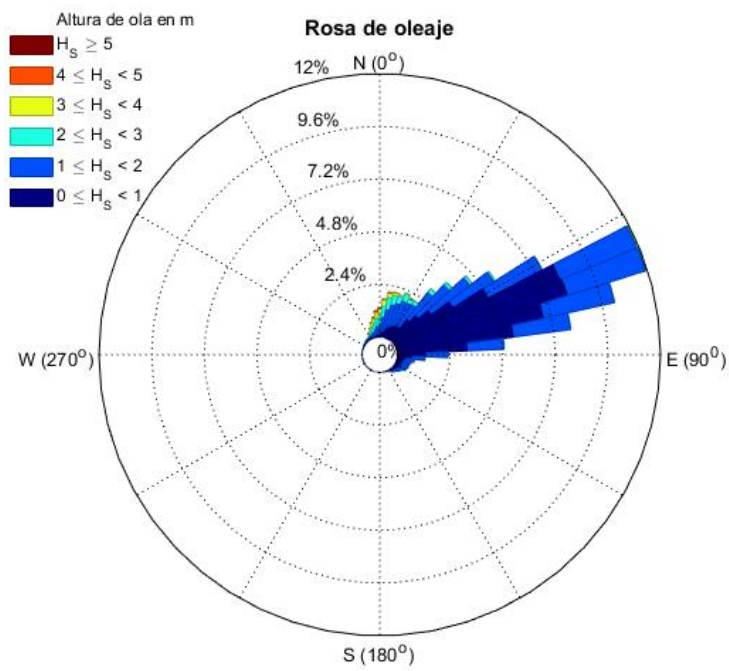 Altura de ola en m
H_S ≥ 5
4 ≤ H_S < 5
3 ≤ H_S < 4
2 ≤ H_S < 3
1 ≤ H_S < 2
0 ≤ H_S < 1
Rosa de oleaje
N (0°)
12%
9.6%
7.2%
4.8%
2.4%
0%
W (270°)
E (90⁰)
S (180°)